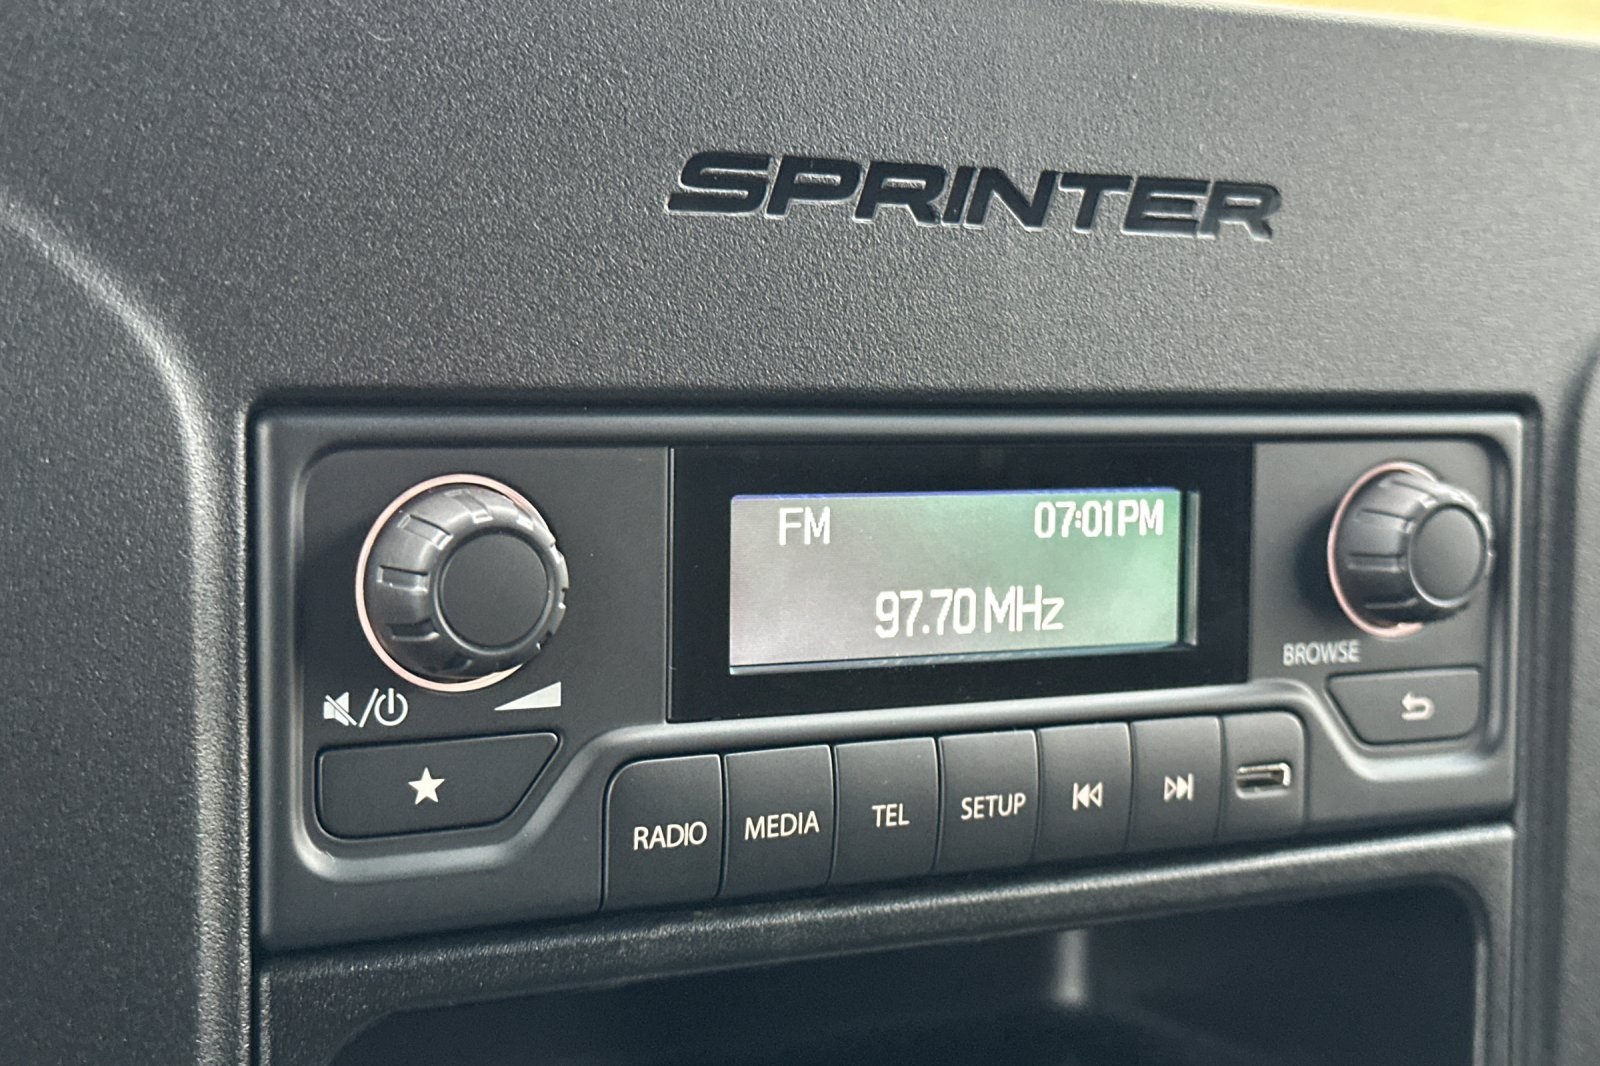 SPRINTER
FM 07:01PM
97.70 MHz
BROWSE
RADIO MEDIA TEL SETUP